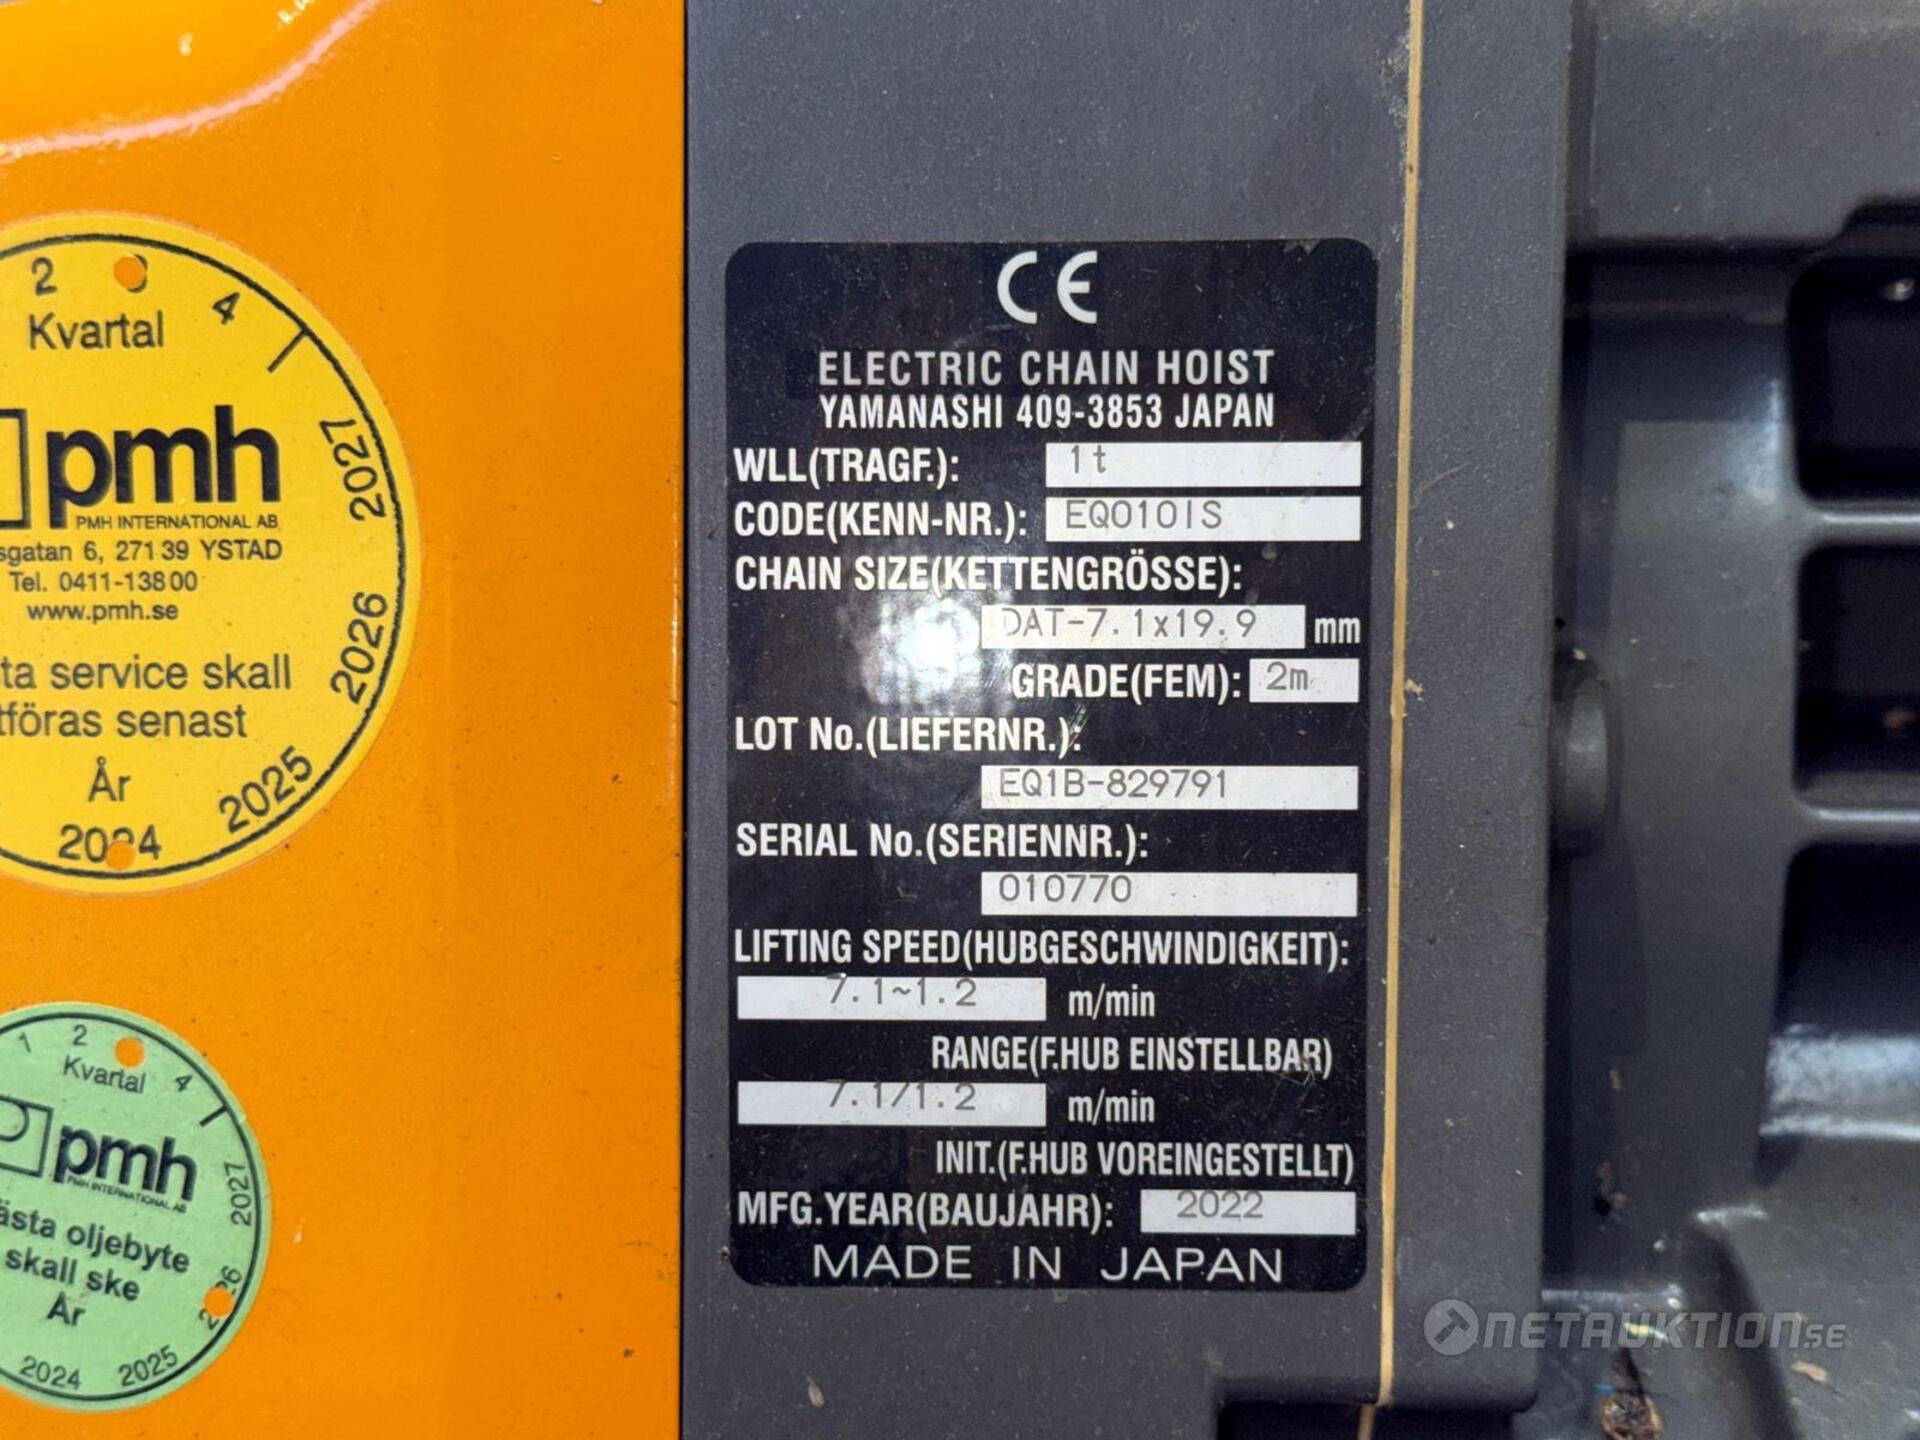 2 4
Kvartal
pmh
PMH INTERNATIONAL AB
6, 271 39 YSTAD
Tel. 0411-138 00
www.pmh.se
service skall
senast
År
2024 2025 2026 2027
1 2 4
Kvartal
pmh
PMH INTERNATIONAL AB
oljebyte
skall ske
År
2024 2025 2027
CE
ELECTRIC CHAIN HOIST
YAMANASHI 409-3853 JAPAN
WLL(TRAGF.): 1t
CODE(KENN-NR.): EQ010IS
CHAIN SIZE(KETTENGRÖSSE):
DAT-7.1x19.9 mm
GRADE(FEM): 2m
LOT No.(LIEFERNR.):
EQ1B-829791
SERIAL No.(SERIENNR.):
010770
LIFTING SPEED(HUBGESCHWINDIGKEIT):
7.1~1.2 m/min
RANGE(F.HUB EINSTELLBAR)
7.1/1.2 m/min
INIT.(F.HUB VOREINGESTELLT)
MFG.YEAR(BAUJAHR): 2022
MADE IN JAPAN
NETAUKTION.SE